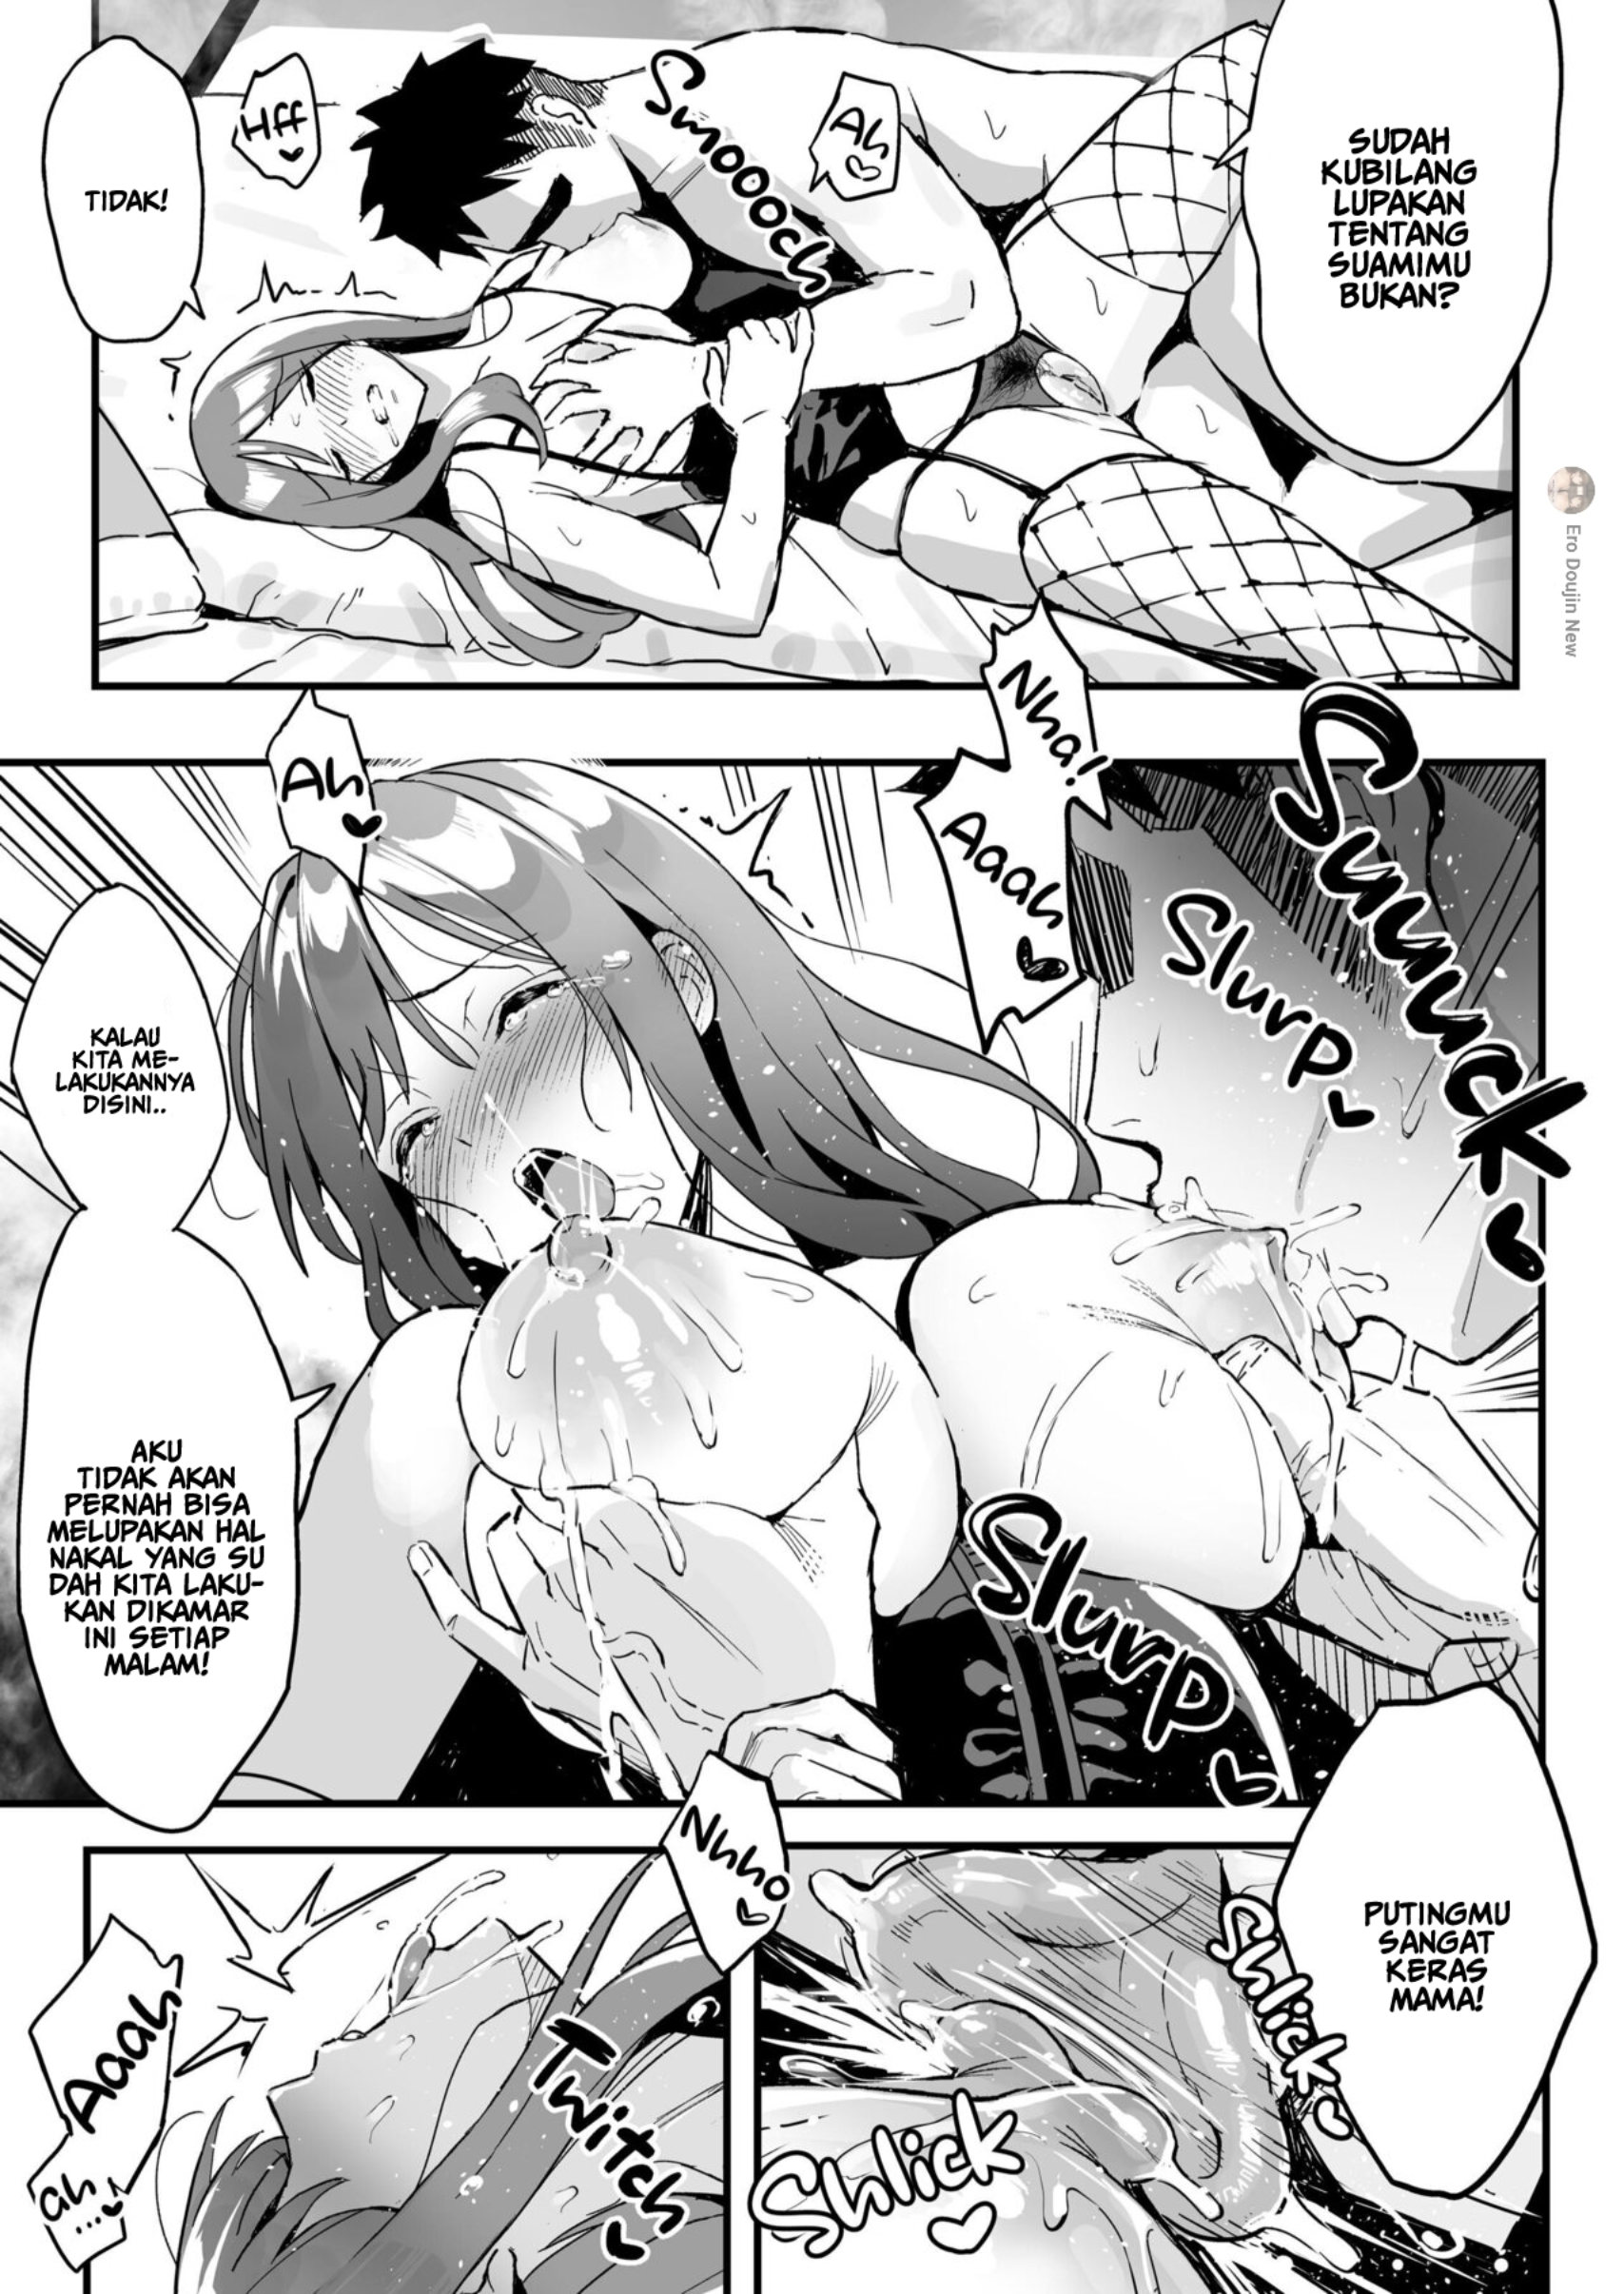 SUDAH
KUBILANG
LUPAKAN
TENTANG
SUAMIMU
BUKAN?
Ah
Smoooch
Hff
TIDAK!
Ero Doujin New
Nha!
Aaah
Ah
Suuuck
Slurp
KALAU
KITA ME-
LAKUKANNYA
DISINI..
AKU
TIDAK AKAN
PERNAH BISA
MELUPAKAN HAL
NAKAL YANG SU
DAH KITA LAKU-
KAN DIKAMAR
INI SETIAP
MALAM!
Slurp
PUTINGMU
SANGAT
KERAS
MAMA!
Shlick
Shlick
Nhho
Twitch
Aaah
ah
...